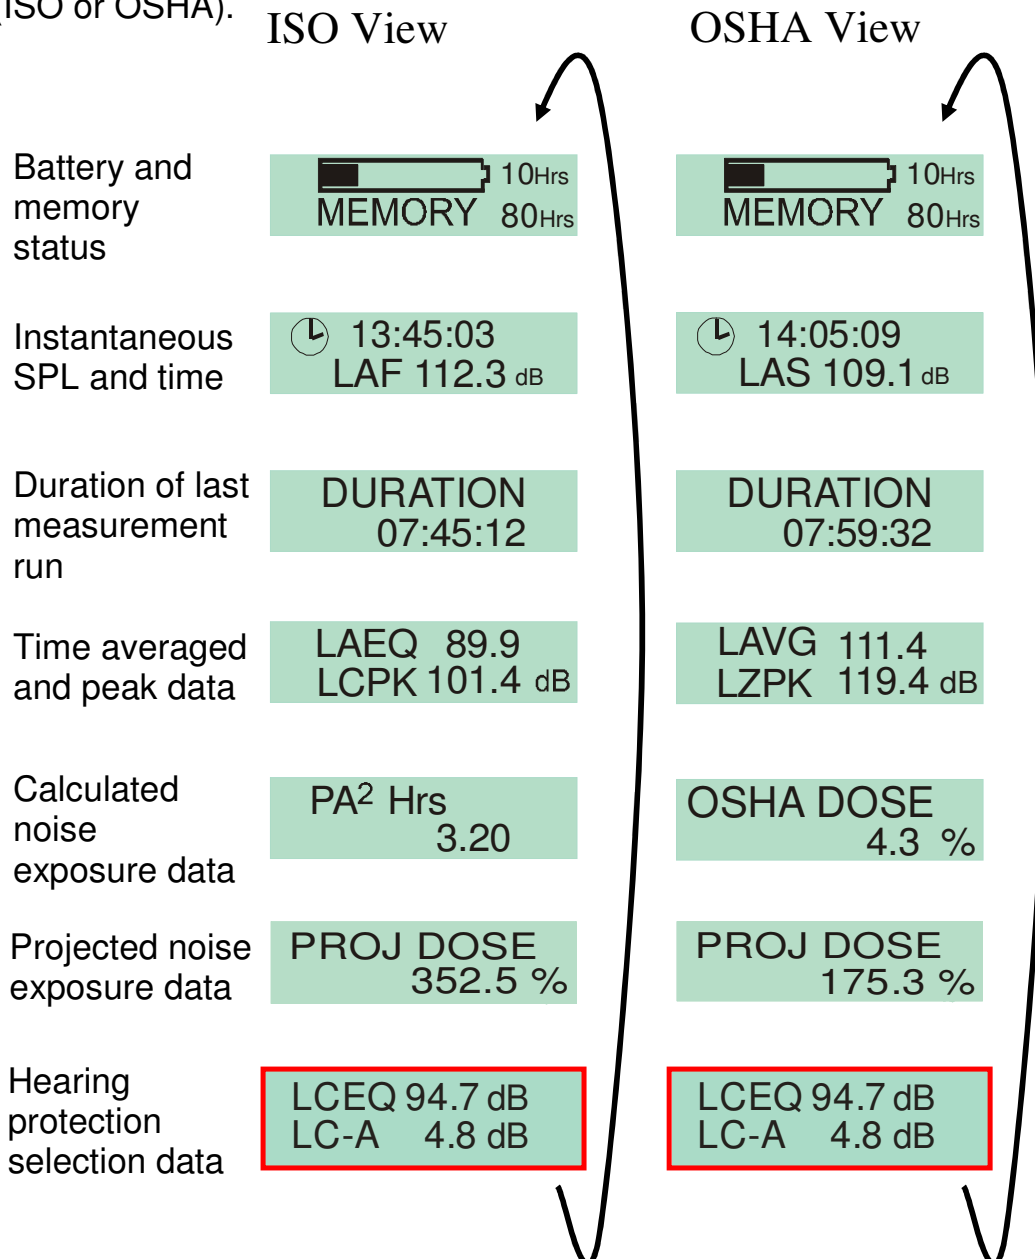 (ISO or OSHA).
ISO View
OSHA View
Battery and
memory
status
10Hrs
MEMORY 80Hrs
10Hrs
MEMORY 80Hrs
Instantaneous
SPL and time
13:45:03
LAF 112.3 dB
14:05:09
LAS 109.1 dB
Duration of last
measurement
run
DURATION
07:45:12
DURATION
07:59:32
Time averaged
and peak data
LAEQ 89.9
LCPK 101.4 dB
LAVG 111.4
LZPK 119.4 dB
Calculated
noise
exposure data
PA² Hrs
3.20
OSHA DOSE
4.3 %
Projected noise
exposure data
PROJ DOSE
352.5 %
PROJ DOSE
175.3 %
Hearing
protection
selection data
LCEQ 94.7 dB
LC-A 4.8 dB
LCEQ 94.7 dB
LC-A 4.8 dB